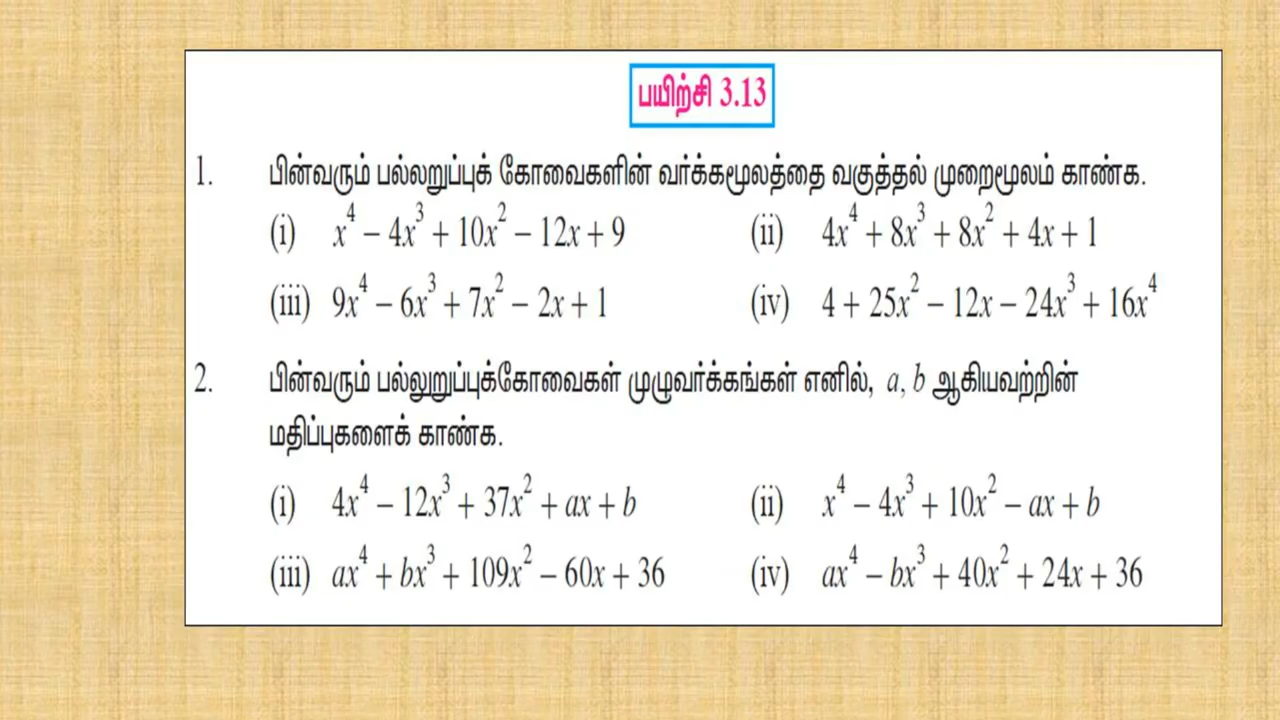 பயிற்சி 3.13
1. பின்வரும் பல்லறுப்புக் கோவைகளின் வர்க்கமூலத்தை வகுத்தல் முறைமூலம் காண்க.
(i) x⁴ − 4x³ + 10x² − 12x + 9 (ii) 4x⁴ + 8x³ + 8x² + 4x + 1
(iii) 9x⁴ − 6x³ + 7x² − 2x + 1 (iv) 4 + 25x² − 12x − 24x³ + 16x⁴
2. பின்வரும் பல்லுறுப்புக்கோவைகள் முழுவர்க்கங்கள் எனில், a, b ஆகியவற்றின்
மதிப்புகளைக் காண்க.
(i) 4x⁴ − 12x³ + 37x² + ax + b (ii) x⁴ − 4x³ + 10x² − ax + b
(iii) ax⁴ + bx³ + 109x² − 60x + 36 (iv) ax⁴ − bx³ + 40x² + 24x + 36